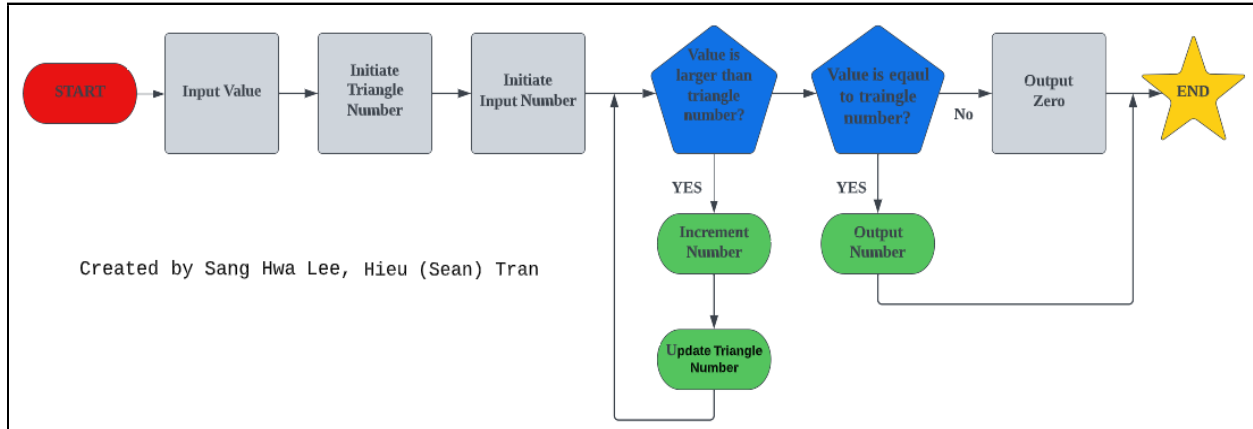 START
Input Value
Initiate
Triangle
Number
Initiate
Input Number
Value is
larger than
triangle
number?
Value is eqaul
to traingle
number?
No
Output
Zero
END
YES
Increment
Number
Update Triangle
Number
YES
Output
Number
Created by Sang Hwa Lee, Hieu (Sean) Tran